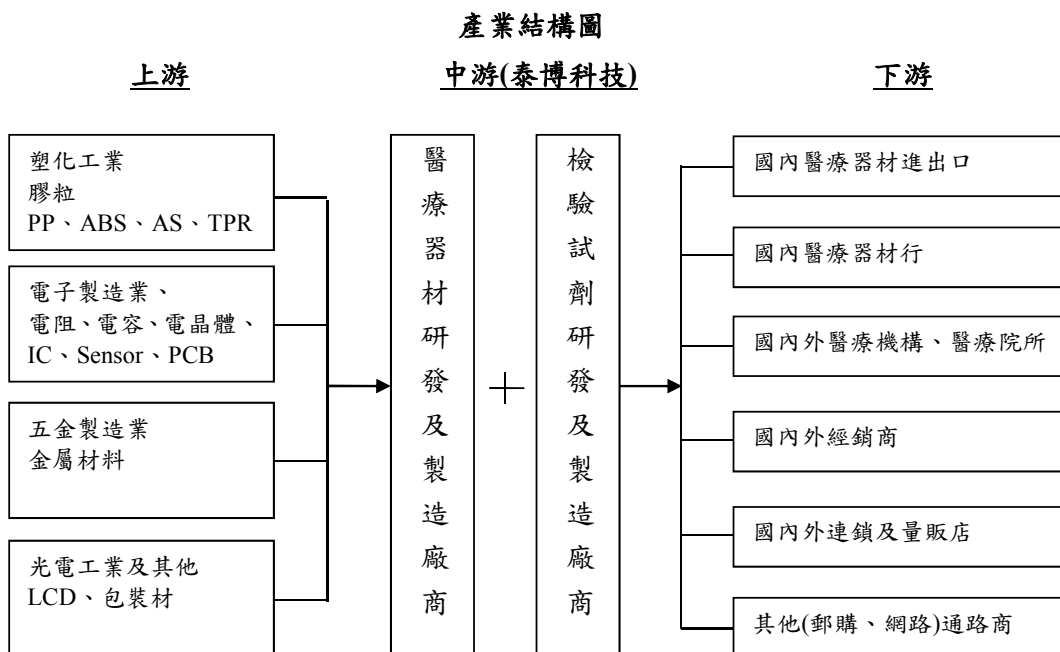 產業結構圖
上游
中游(泰博科技)
下游
塑化工業
膠粒
PP、ABS、AS、TPR
電子製造業、
電阻、電容、電晶體、
IC、Sensor、PCB
五金製造業
金屬材料
光電工業及其他
LCD、包裝材
醫療器材研發及製造廠商
＋
檢驗試劑研發及製造廠商
國內醫療器材進出口
國內醫療器材行
國內外醫療機構、醫療院所
國內外經銷商
國內外連鎖及量販店
其他(郵購、網路)通路商